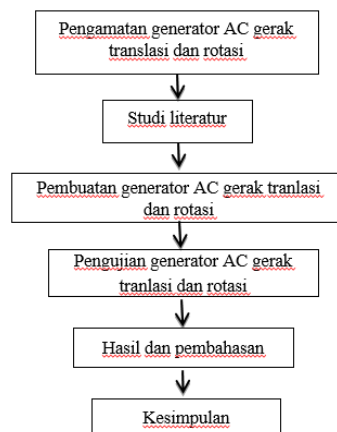 Pengamatan generator AC gerak
translasi dan rotasi
Studi literatur
Pembuatan generator AC gerak tranlasi
dan rotasi
Pengujian generator AC gerak
tranlasi dan rotasi
Hasil dan pembahasan
Kesimpulan